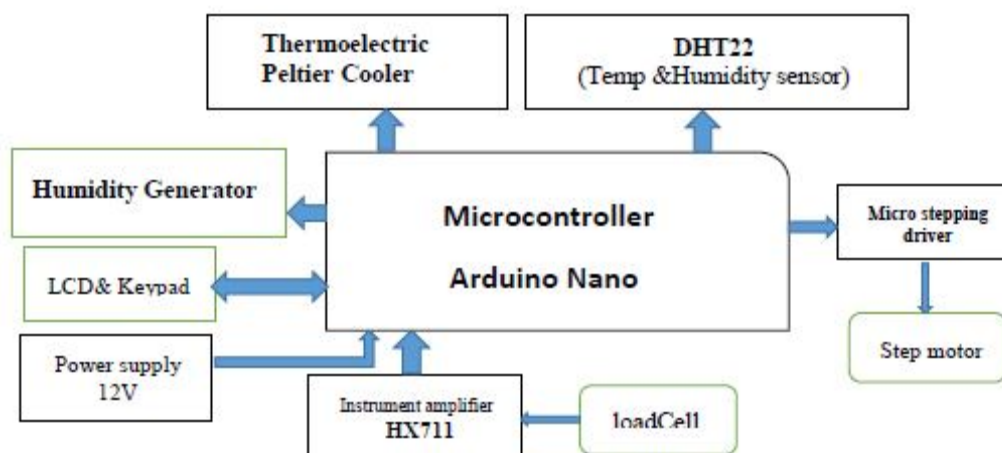 Thermoelectric
Peltier Cooler
DHT22
(Temp &Humidity sensor)
Humidity Generator
Microcontroller
Arduino Nano
Micro stepping
driver
LCD& Keypad
Power supply
12V
Step motor
Instrument amplifier
HX711
loadCell